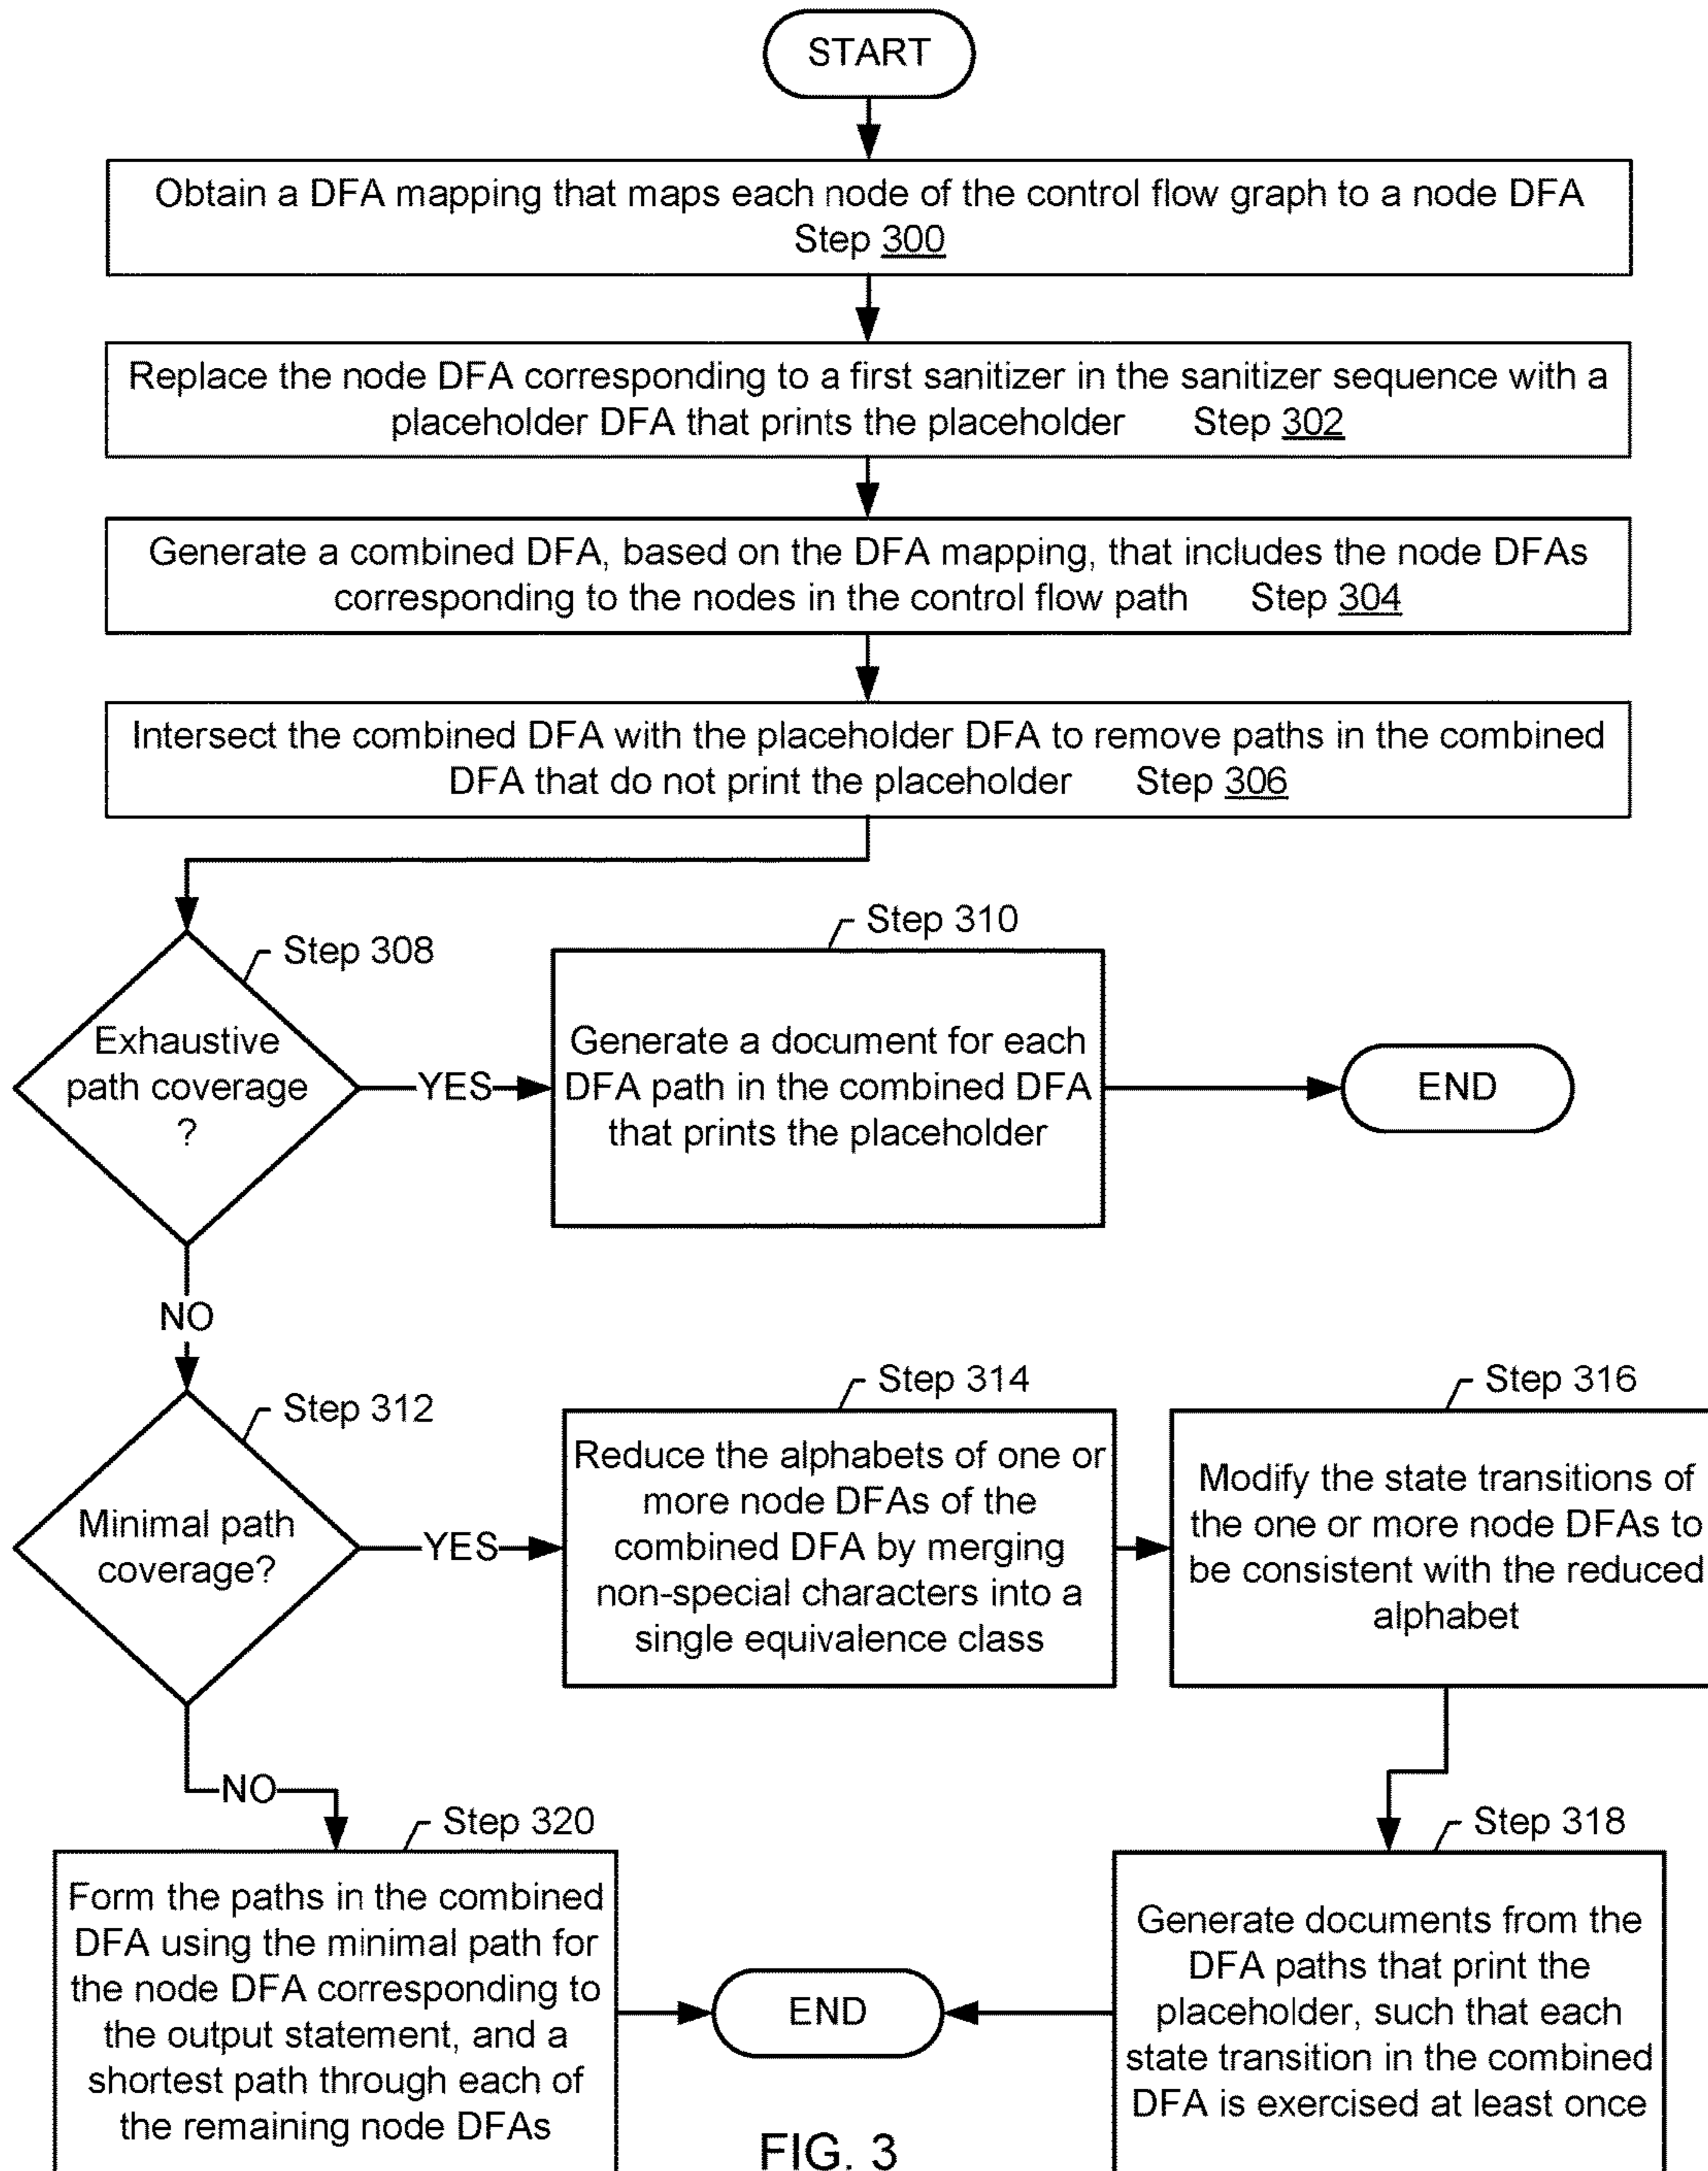 START
Obtain a DFA mapping that maps each node of the control flow graph to a node DFA
Step 300
Replace the node DFA corresponding to a first sanitizer in the sanitizer sequence with a
placeholder DFA that prints the placeholder Step 302
Generate a combined DFA, based on the DFA mapping, that includes the node DFAs
corresponding to the nodes in the control flow path Step 304
Intersect the combined DFA with the placeholder DFA to remove paths in the combined
DFA that do not print the placeholder Step 306
Step 308
Exhaustive
path coverage
?
YES
Step 310
Generate a document for each
DFA path in the combined DFA
that prints the placeholder
END
NO
Step 312
Minimal path
coverage?
YES
Step 314
Reduce the alphabets of one or
more node DFAs of the
combined DFA by merging
non-special characters into a
single equivalence class
Step 316
Modify the state transitions of
the one or more node DFAs to
be consistent with the reduced
alphabet
NO
Step 320
Form the paths in the combined
DFA using the minimal path for
the node DFA corresponding to
the output statement, and a
shortest path through each of
the remaining node DFAs
END
Step 318
Generate documents from the
DFA paths that print the
placeholder, such that each
state transition in the combined
DFA is exercised at least once
FIG. 3